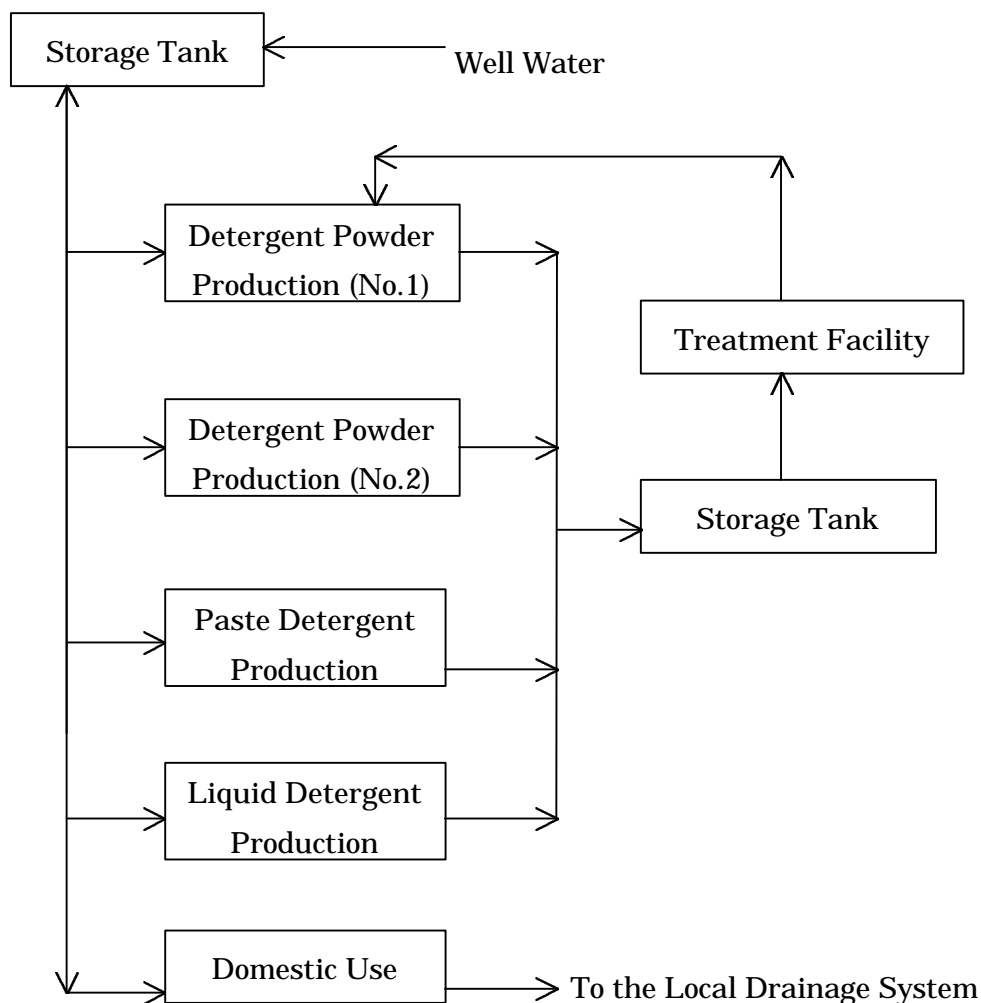 Storage Tank
Well Water
Detergent Powder
Production (No.1)
Treatment Facility
Detergent Powder
Production (No.2)
Storage Tank
Paste Detergent
Production
Liquid Detergent
Production
Domestic Use
To the Local Drainage System